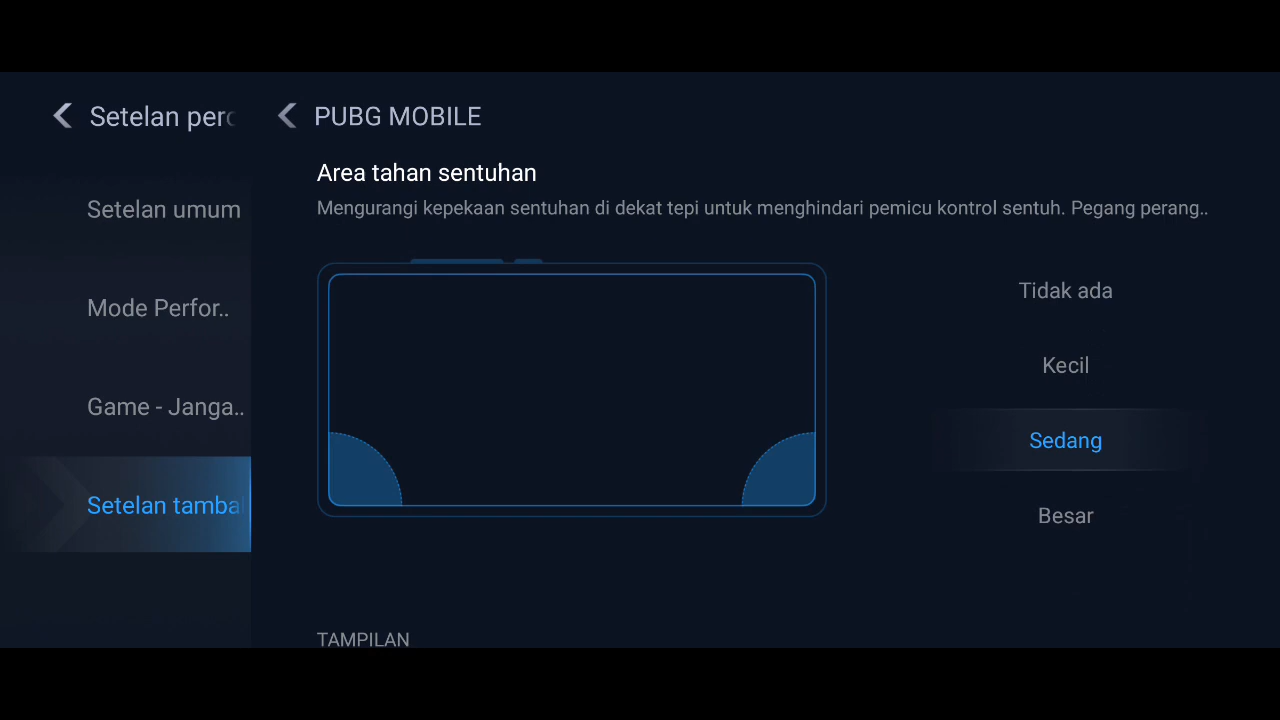 Setelan perc
PUBG MOBILE
Area tahan sentuhan
Mengurangi kepekaan sentuhan di dekat tepi untuk menghindari pemicu kontrol sentuh. Pegang perang..
Setelan umum
Mode Perfor..
Game - Janga..
Setelan tambal
Tidak ada
Kecil
Sedang
Besar
TAMPILAN